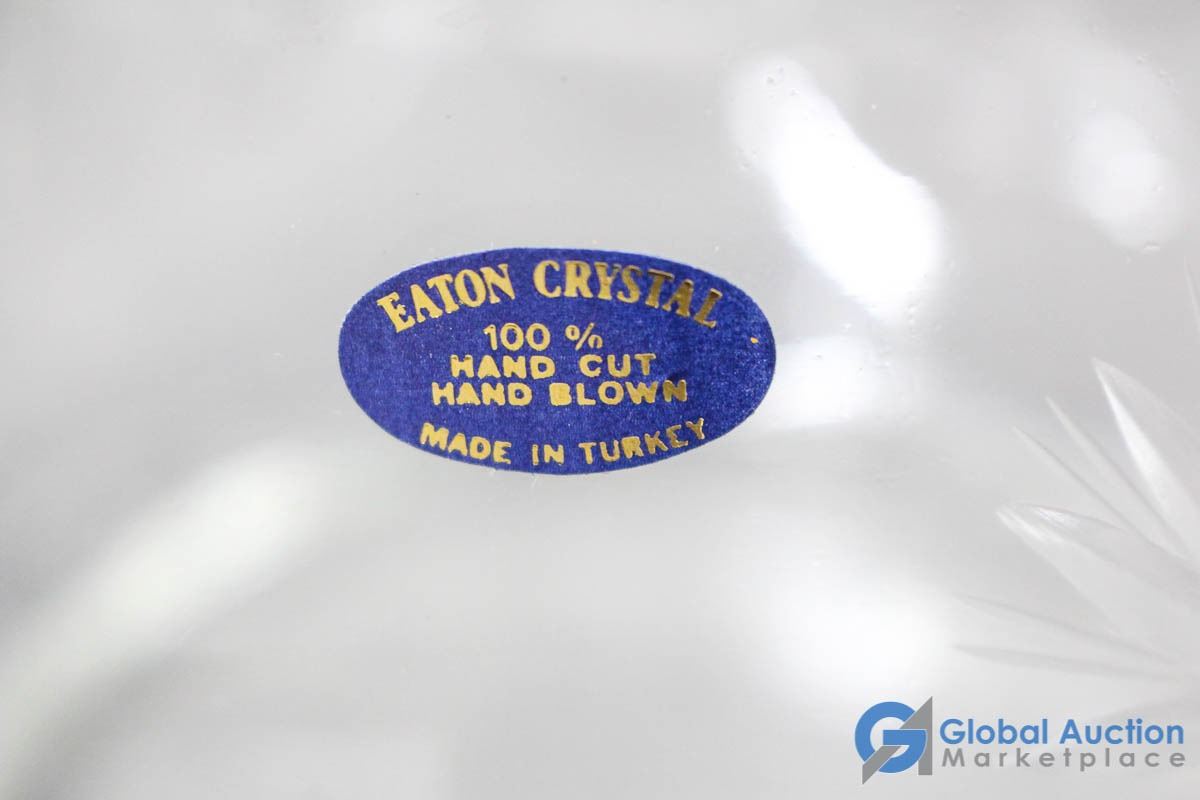 EATON CRYSTAL
100 %
HAND CUT
HAND BLOWN
MADE IN TURKEY
Global Auction
Marketplace